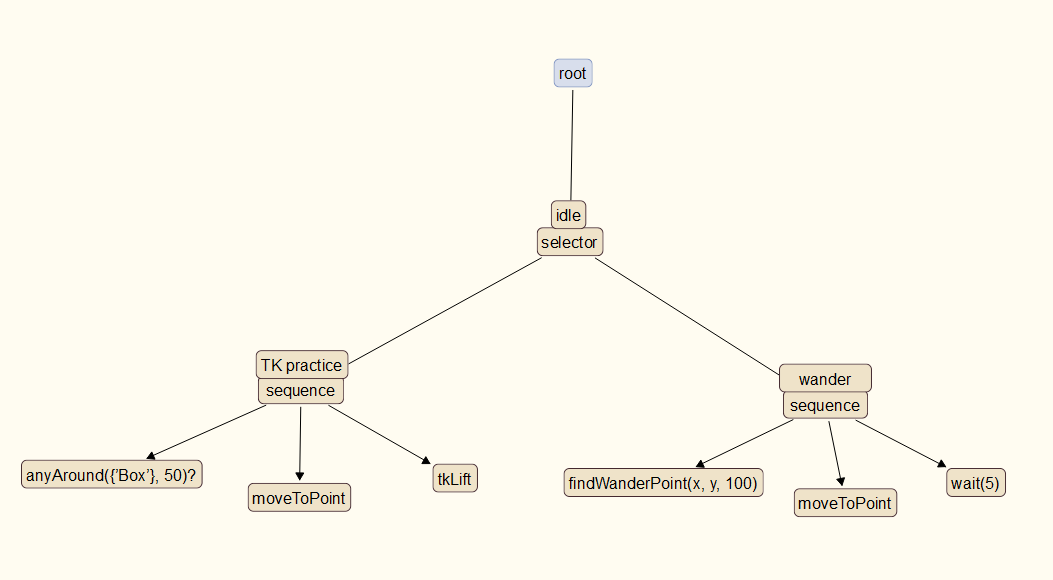 root
idle
selector
TK practice
sequence
wander
sequence
anyAround({’Box’}, 50)?
moveToPoint
tkLift
findWanderPoint(x, y, 100)
moveToPoint
wait(5)